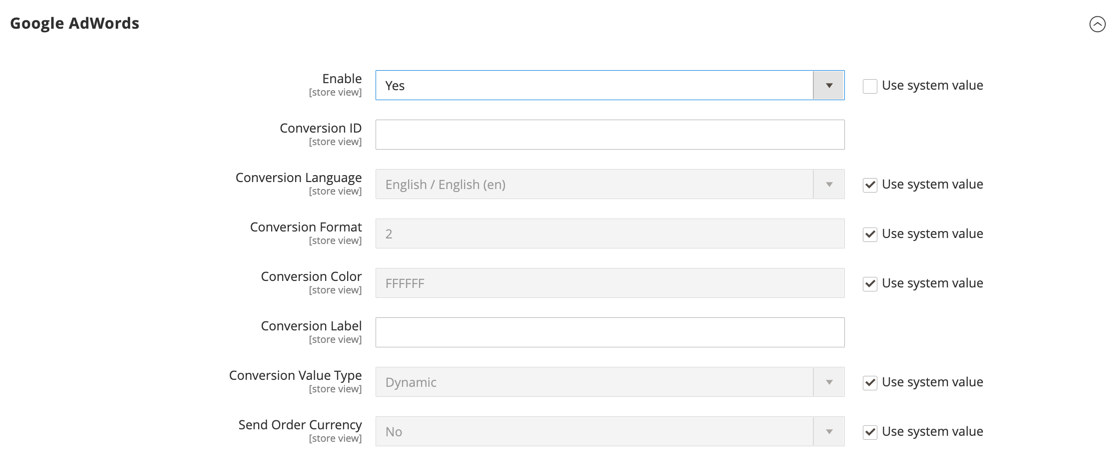 Google AdWords
Enable
[store view]
Yes
Use system value
Conversion ID
[store view]
Conversion Language
[store view]
English / English (en)
Use system value
Conversion Format
[store view]
2
Use system value
Conversion Color
[store view]
FFFFFF
Use system value
Conversion Label
[store view]
Conversion Value Type
[store view]
Dynamic
Use system value
Send Order Currency
[store view]
No
Use system value